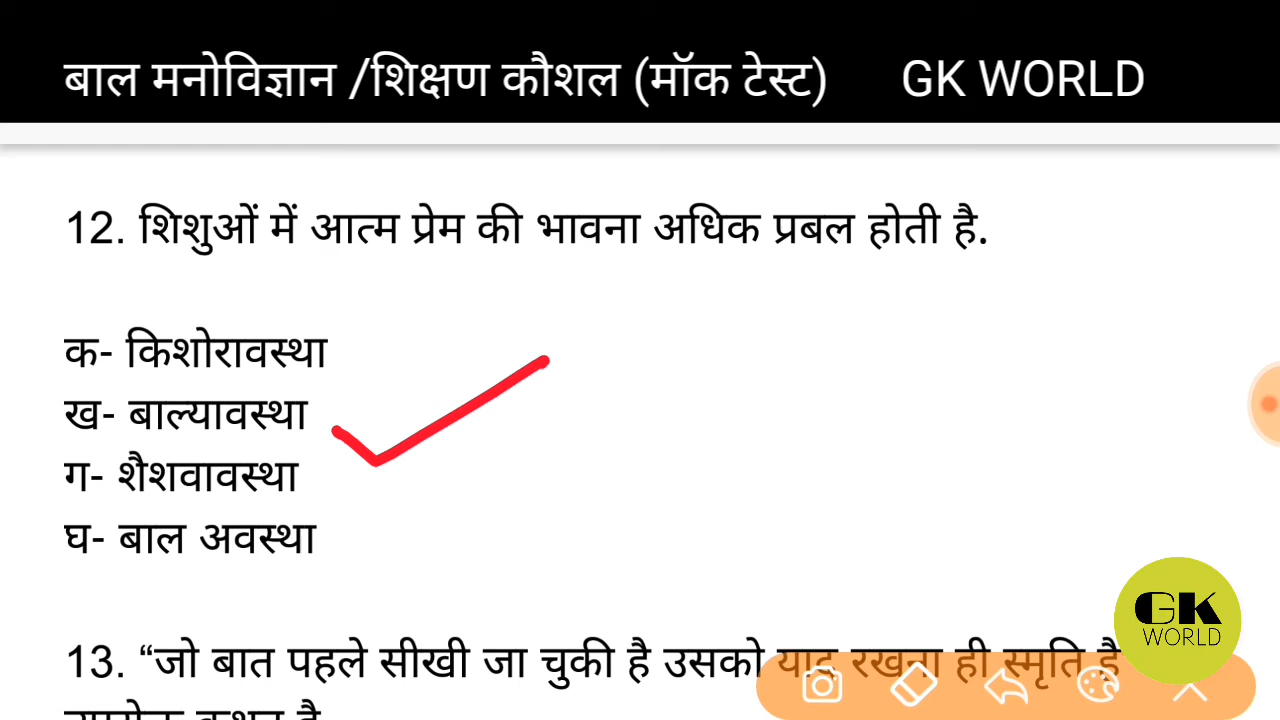 बाल मनोविज्ञान /शिक्षण कौशल (मॉक टेस्ट) GK WORLD
12. शिशुओं में आत्म प्रेम की भावना अधिक प्रबल होती है.
क- किशोरावस्था
ख- बाल्यावस्था
ग- शैशवावस्था
घ- बाल अवस्था
13. “जो बात पहले सीखी जा चुकी है उसको याद रखना ही स्मृति है
GK
WORLD